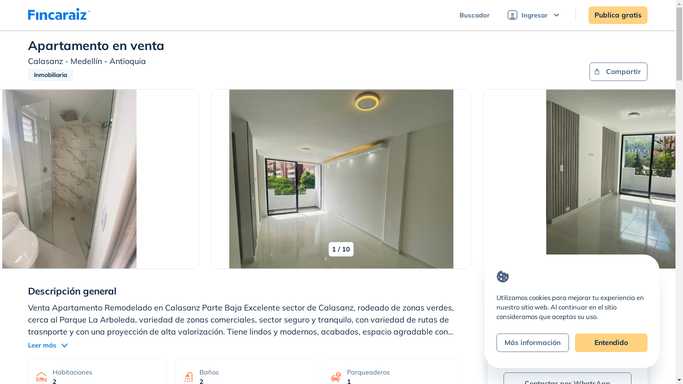 Fincaraiz
Buscador
Ingresar
Publica gratis
Apartamento en venta
Calasanz - Medellín - Antioquia
Inmobiliaria
Compartir
1 / 10
Descripción general
Venta Apartamento Remodelado en Calasanz Parte Baja Excelente sector de Calasanz, rodeado de zonas verdes,
cerca al Parque La Arboleda, variedad de zonas comerciales, sector seguro y tranquilo, con variedad de rutas de
trasnporte y con una proyección de alta valorización. Tiene lindos y modernos, acabados, espacio agradable con...
Leer más
Habitaciones
2
Baños
2
Parqueaderos
1
Utilizamos cookies para mejorar tu experiencia en
nuestro sitio web. Al continuar en el sitio
consideramos que aceptas su uso.
Más información
Entendido
Contactar por WhatsApp